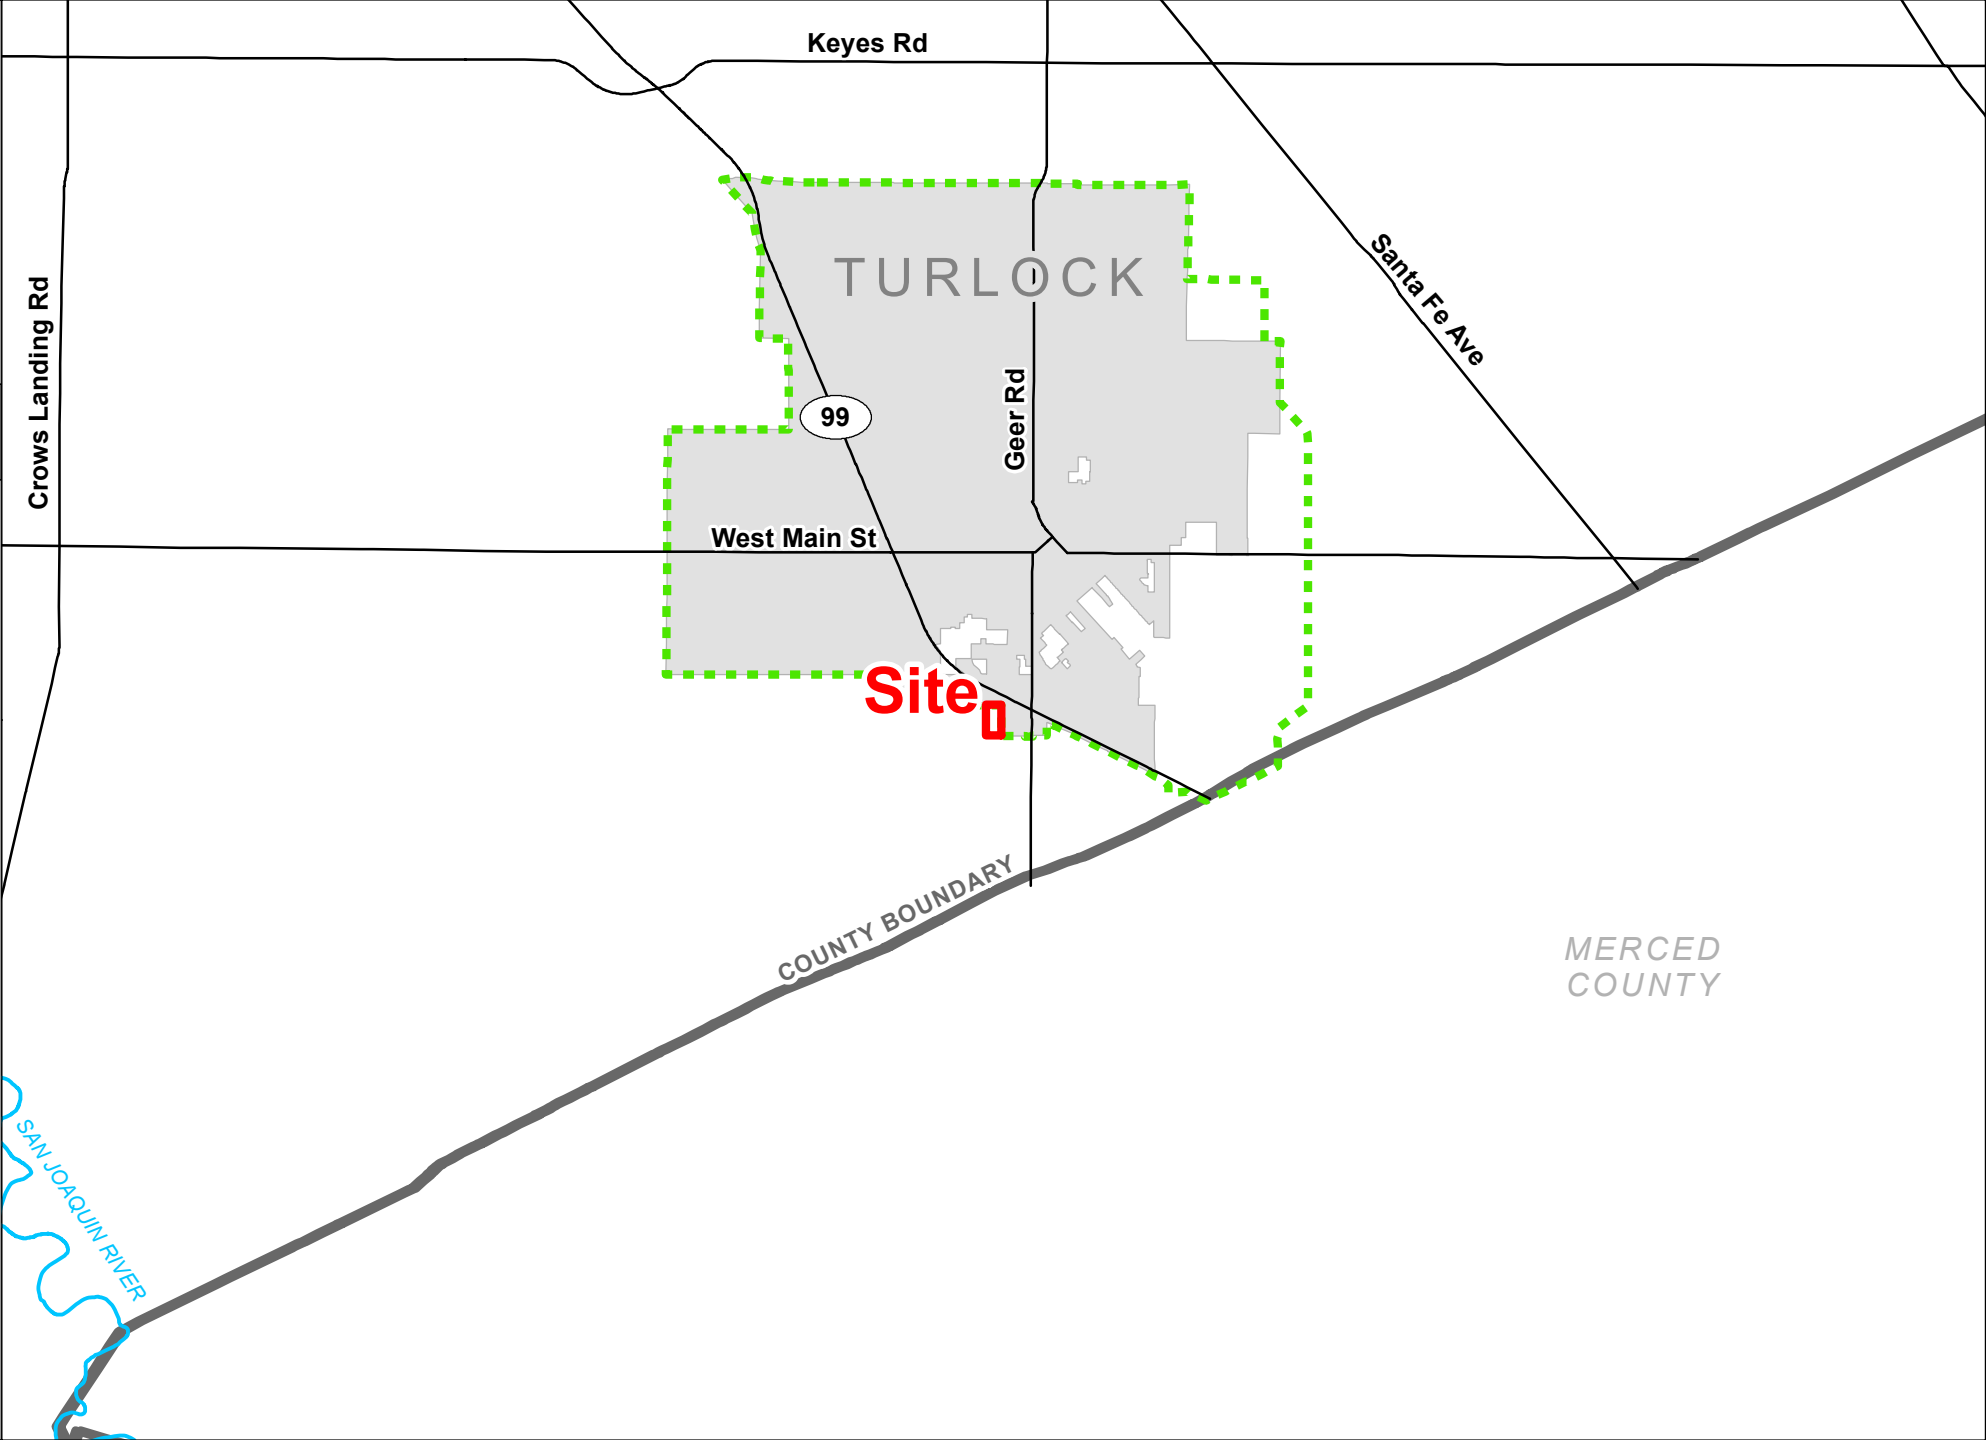 Keyes Rd
Santa Fe Ave
TURLOCK
Crows Landing Rd
Geer Rd
99
West Main St
Site
COUNTY BOUNDARY
MERCED
COUNTY
SAN JOAQUIN RIVER